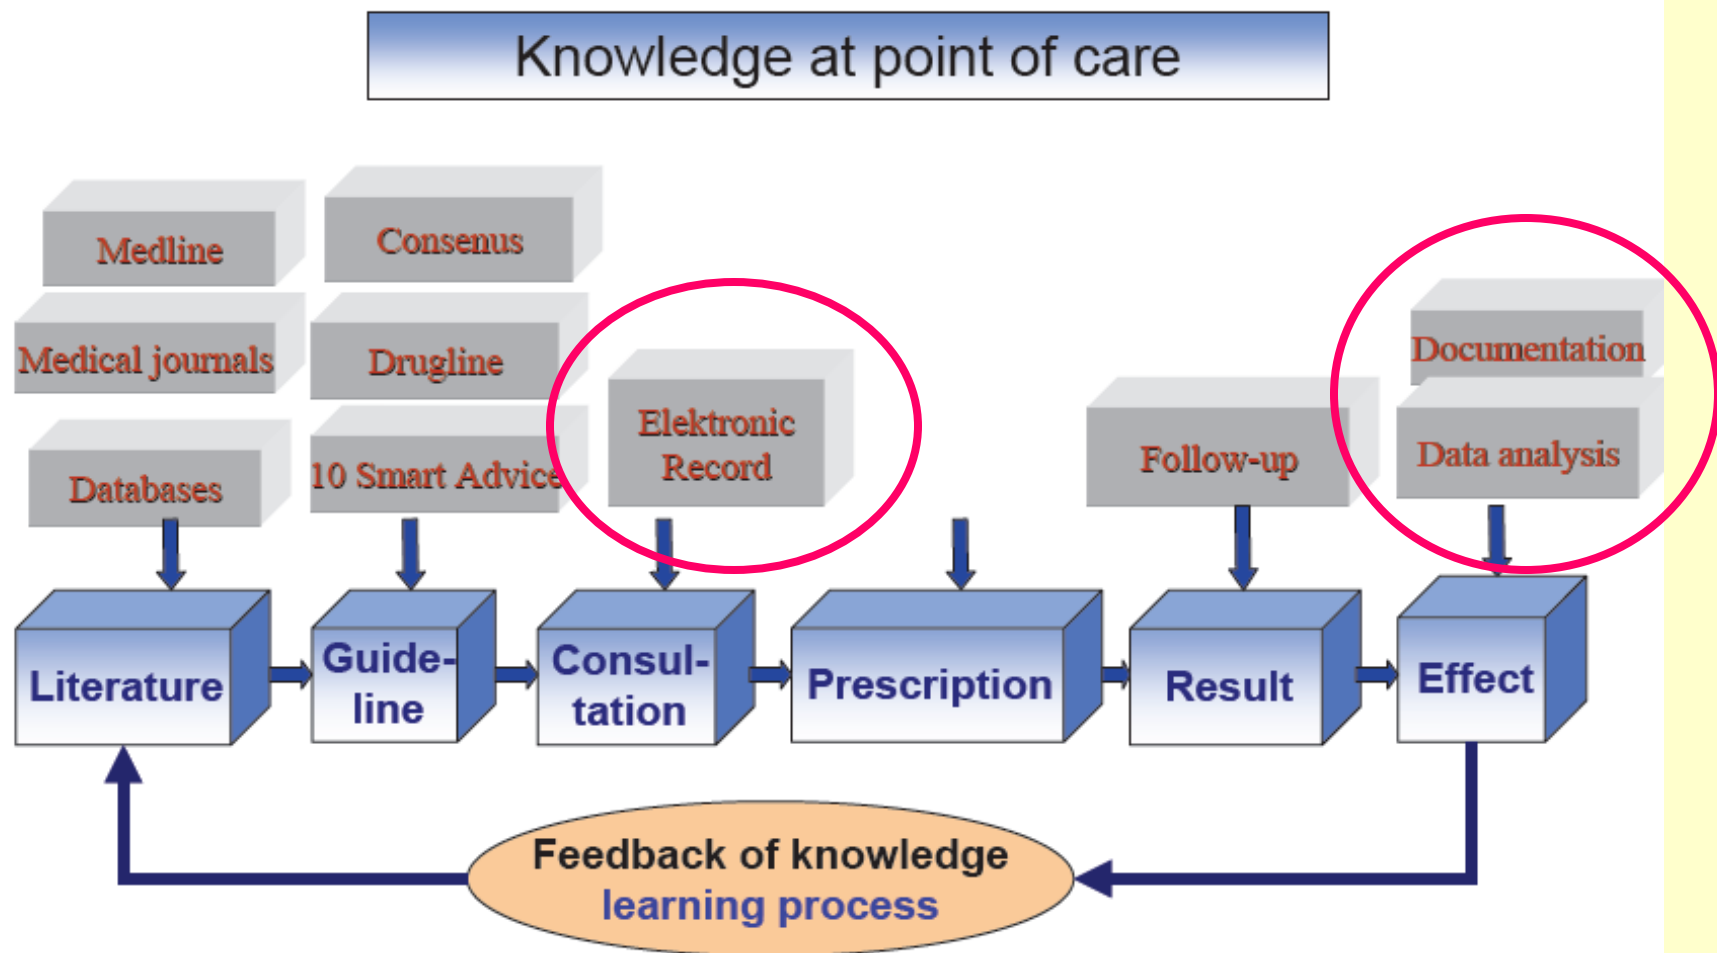 Knowledge at point of care
Medline
Consenus
Medical journals
Drugline
Databases
10 Smart Advice
Elektronic
Record
Follow-up
Documentation
Data analysis
Literature
Guide-
line
Consul-
tation
Prescription
Result
Effect
Feedback of knowledge
learning process